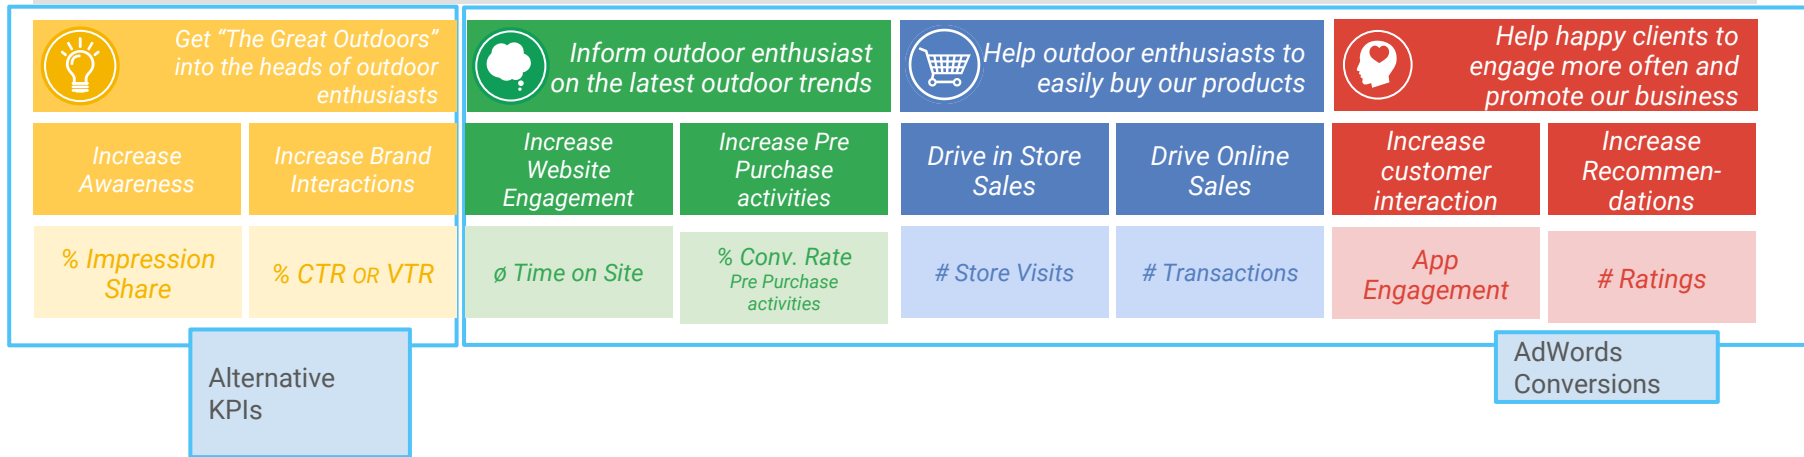 Get “The Great Outdoors”
into the heads of outdoor
enthusiasts
Inform outdoor enthusiast
on the latest outdoor trends
Help outdoor enthusiasts to
easily buy our products
Help happy clients to
engage more often and
promote our business
Increase
Awareness
Increase Brand
Interactions
Increase
Website
Engagement
Increase Pre
Purchase
activities
Drive in Store
Sales
Drive Online
Sales
Increase
customer
interaction
Increase
Recommen-
dations
% Impression
Share
% CTR OR VTR
ø Time on Site
% Conv. Rate
Pre Purchase
activities
# Store Visits
# Transactions
App
Engagement
# Ratings
Alternative
KPIs
AdWords
Conversions